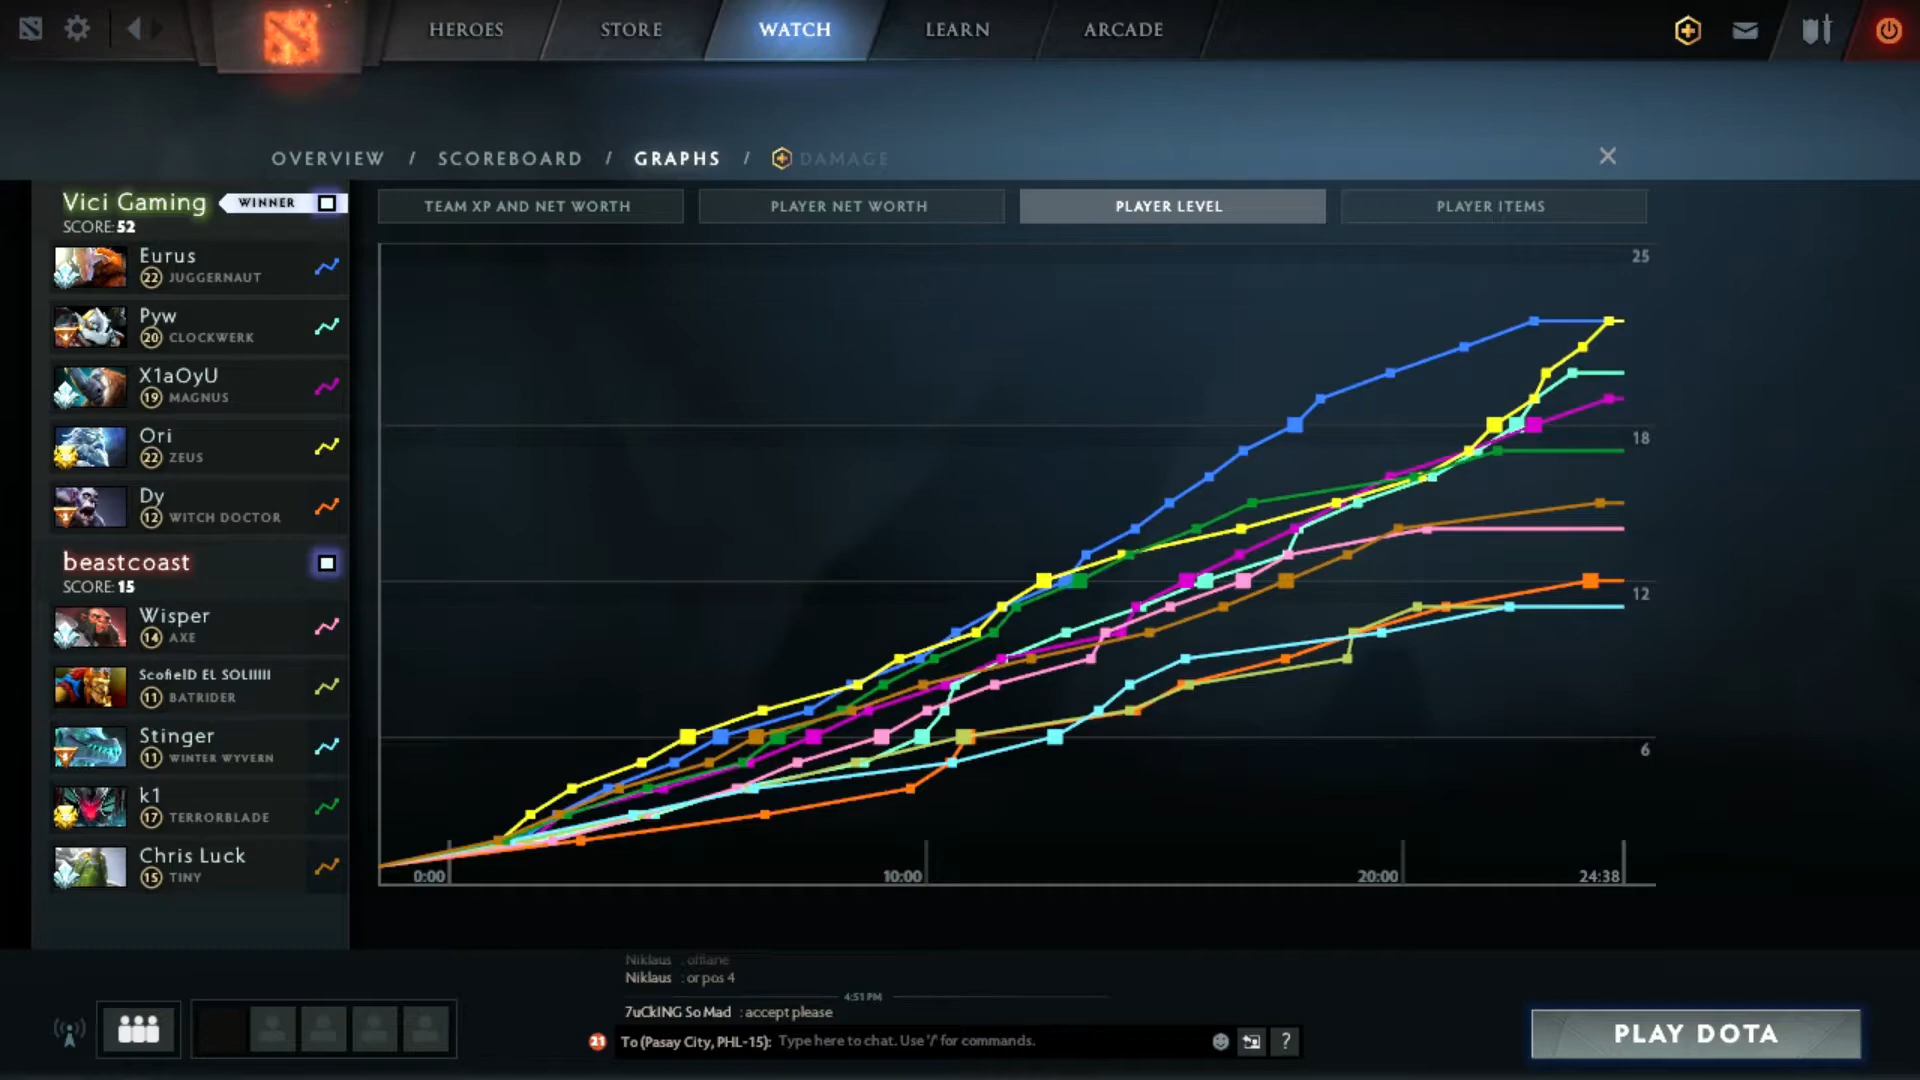 HEROES
STORE
WATCH
LEARN
ARCADE
OVERVIEW / SCOREBOARD / GRAPHS / DAMAGE
Vici Gaming WINNER
SCORE: 52
TEAM XP AND NET WORTH
PLAYER NET WORTH
PLAYER LEVEL
PLAYER ITEMS
Eurus
22 JUGGERNAUT
Pyw
20 CLOCKWERK
X1aOyU
19 MAGNUS
Ori
22 ZEUS
Dy
12 WITCH DOCTOR
beastcoast
SCORE: 15
Wisper
14 AXE
ScofielD EL SOLIIIII
11 BATRIDER
Stinger
11 WINTER WYVERN
k1
17 TERRORBLADE
Chris Luck
15 TINY
25
18
12
6
0:00
10:00
20:00
24:38
Niklaus : offlane
Niklaus : or pos 4
4:51 PM
7uCkING So Mad : accept please
21 To (Pasay City, PHL-15): Type here to chat. Use '/' for commands.
?
PLAY DOTA